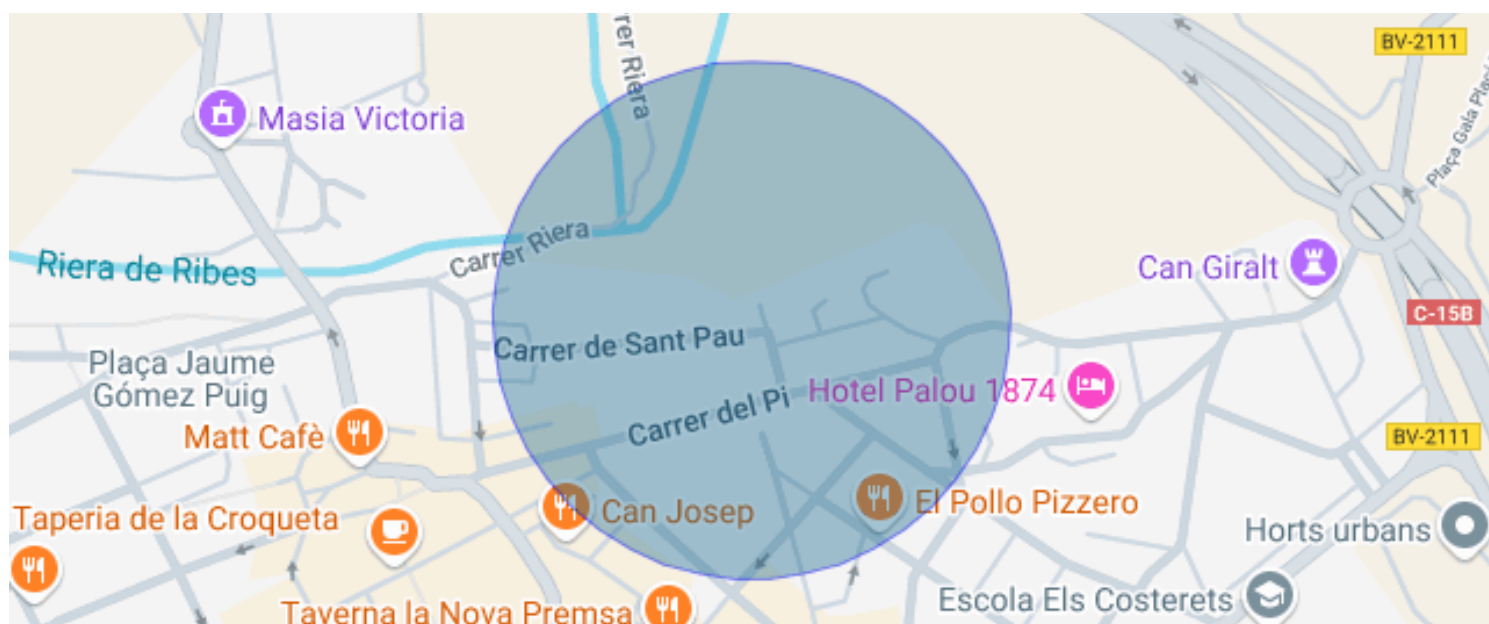 BV-2111
rrer Riera
Masia Victoria
Plaça Gala Placi
Carrer Riera
Riera de Ribes
Can Giralt
C-15B
Carrer de Sant Pau
Plaça Jaume
Gómez Puig
Hotel Palou 1874
Carrer del Pi
Matt Cafè
BV-2111
Can Josep
El Pollo Pizzero
Taperia de la Croqueta
Horts urbans
Escola Els Costerets
Taverna la Nova Premsa